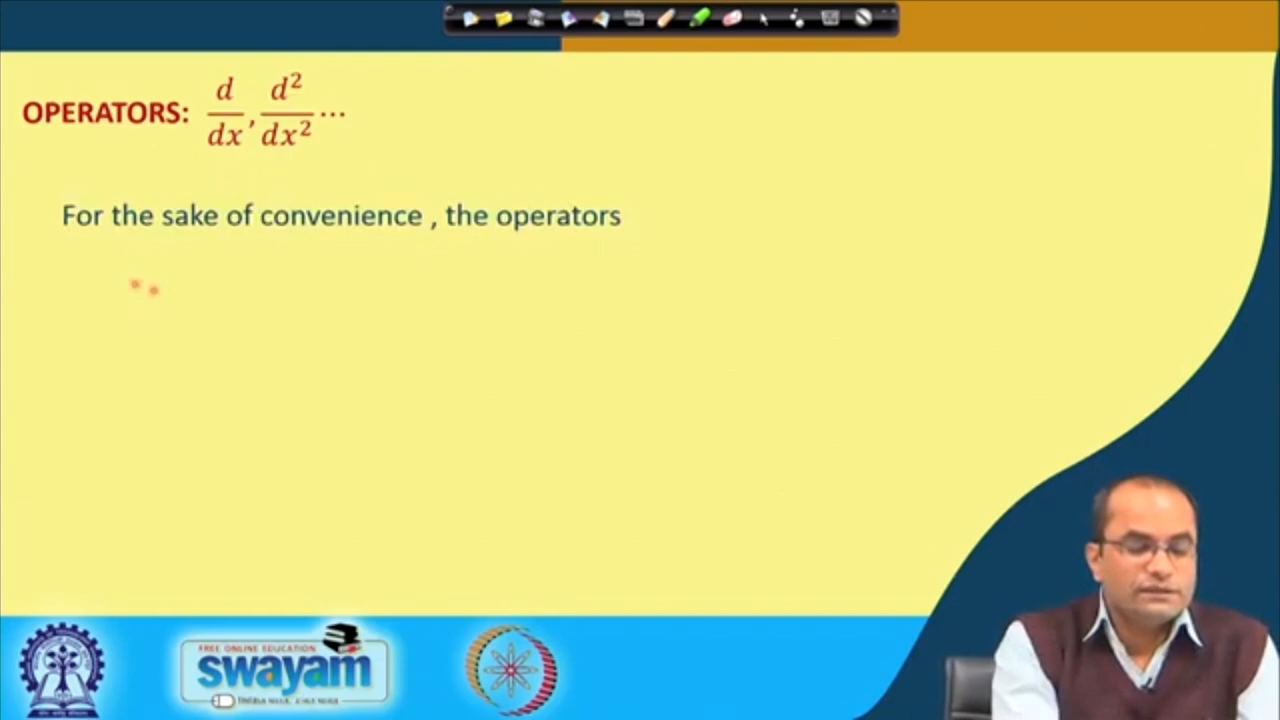 OPERATORS: d/dx, d²/dx² ⋯
For the sake of convenience , the operators
FREE ONLINE EDUCATION
swayam